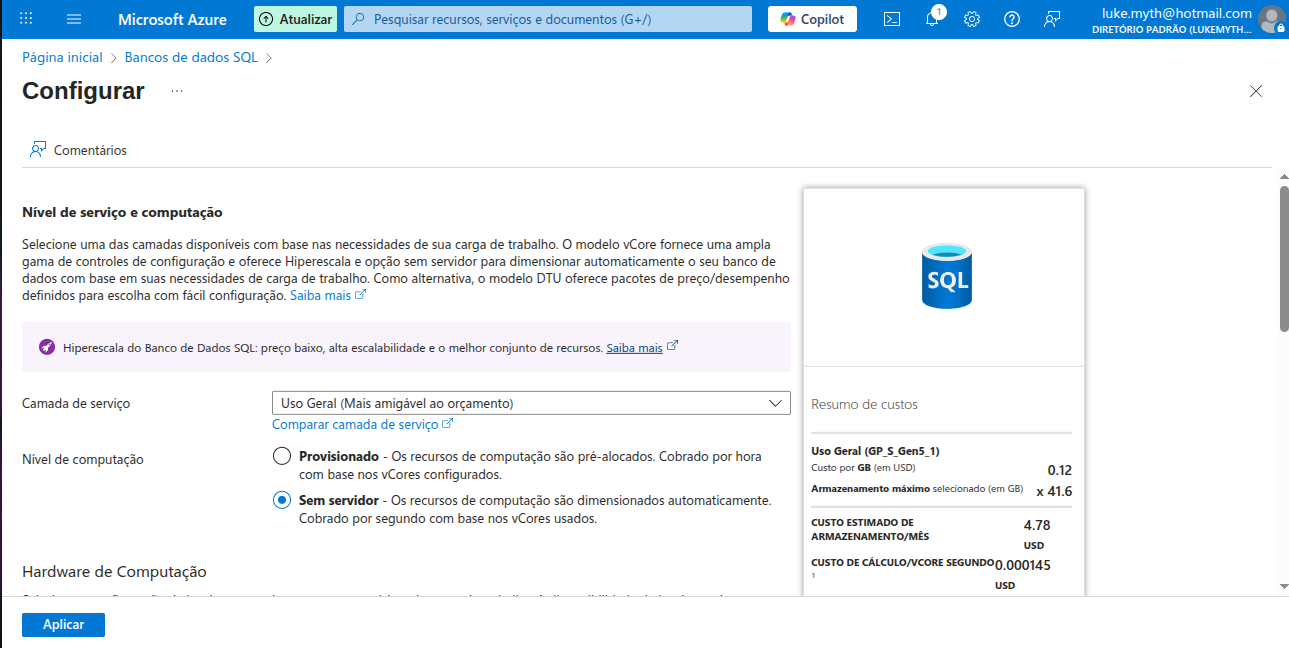 Microsoft Azure
Atualizar
Pesquisar recursos, serviços e documentos (G+/)
Copilot
1
luke.myth@hotmail.com
DIRETÓRIO PADRÃO (LUKEMYTH...
Página inicial > Bancos de dados SQL >
Configurar ...
Comentários
Nível de serviço e computação
Selecione uma das camadas disponíveis com base nas necessidades de sua carga de trabalho. O modelo vCore fornece uma ampla
gama de controles de configuração e oferece Hiperescala e opção sem servidor para dimensionar automaticamente o seu banco de
dados com base em suas necessidades de carga de trabalho. Como alternativa, o modelo DTU oferece pacotes de preço/desempenho
definidos para escolha com fácil configuração. Saiba mais
Hiperescala do Banco de Dados SQL: preço baixo, alta escalabilidade e o melhor conjunto de recursos. Saiba mais
Camada de serviço
Uso Geral (Mais amigável ao orçamento)
Comparar camada de serviço
Nível de computação
Provisionado - Os recursos de computação são pré-alocados. Cobrado por hora
com base nos vCores configurados.
Sem servidor - Os recursos de computação são dimensionados automaticamente.
Cobrado por segundo com base nos vCores usados.
Hardware de Computação
SQL
Resumo de custos
Uso Geral (GP_S_Gen5_1)
Custo por GB (em USD)
0.12
Armazenamento máximo selecionado (em GB)
x 41.6
CUSTO ESTIMADO DE
ARMAZENAMENTO/MÊS
4.78
USD
CUSTO DE CÁLCULO/VCORE SEGUNDO
1
0.000145
USD
Aplicar